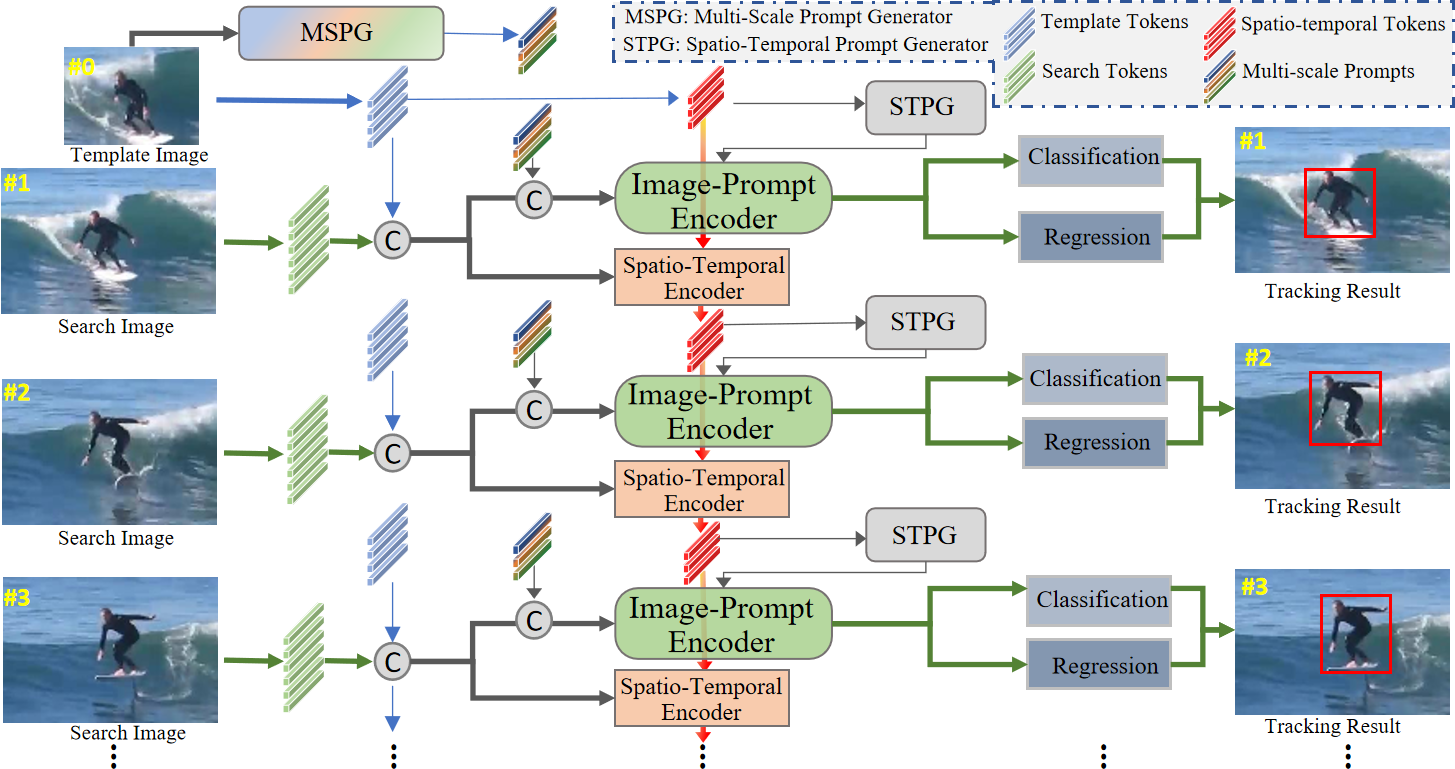 MSPG
MSPG: Multi-Scale Prompt Generator
STPG: Spatio-Temporal Prompt Generator
Template Tokens
Spatio-temporal Tokens
Search Tokens
Multi-scale Prompts
#0
Template Image
STPG
#1
Search Image
C
C
Image-Prompt
Encoder
Spatio-Temporal
Encoder
Classification
Regression
#1
Tracking Result
STPG
#2
Search Image
C
C
Image-Prompt
Encoder
Spatio-Temporal
Encoder
Classification
Regression
#2
Tracking Result
STPG
#3
Search Image
C
C
Image-Prompt
Encoder
Spatio-Temporal
Encoder
Classification
Regression
#3
Tracking Result